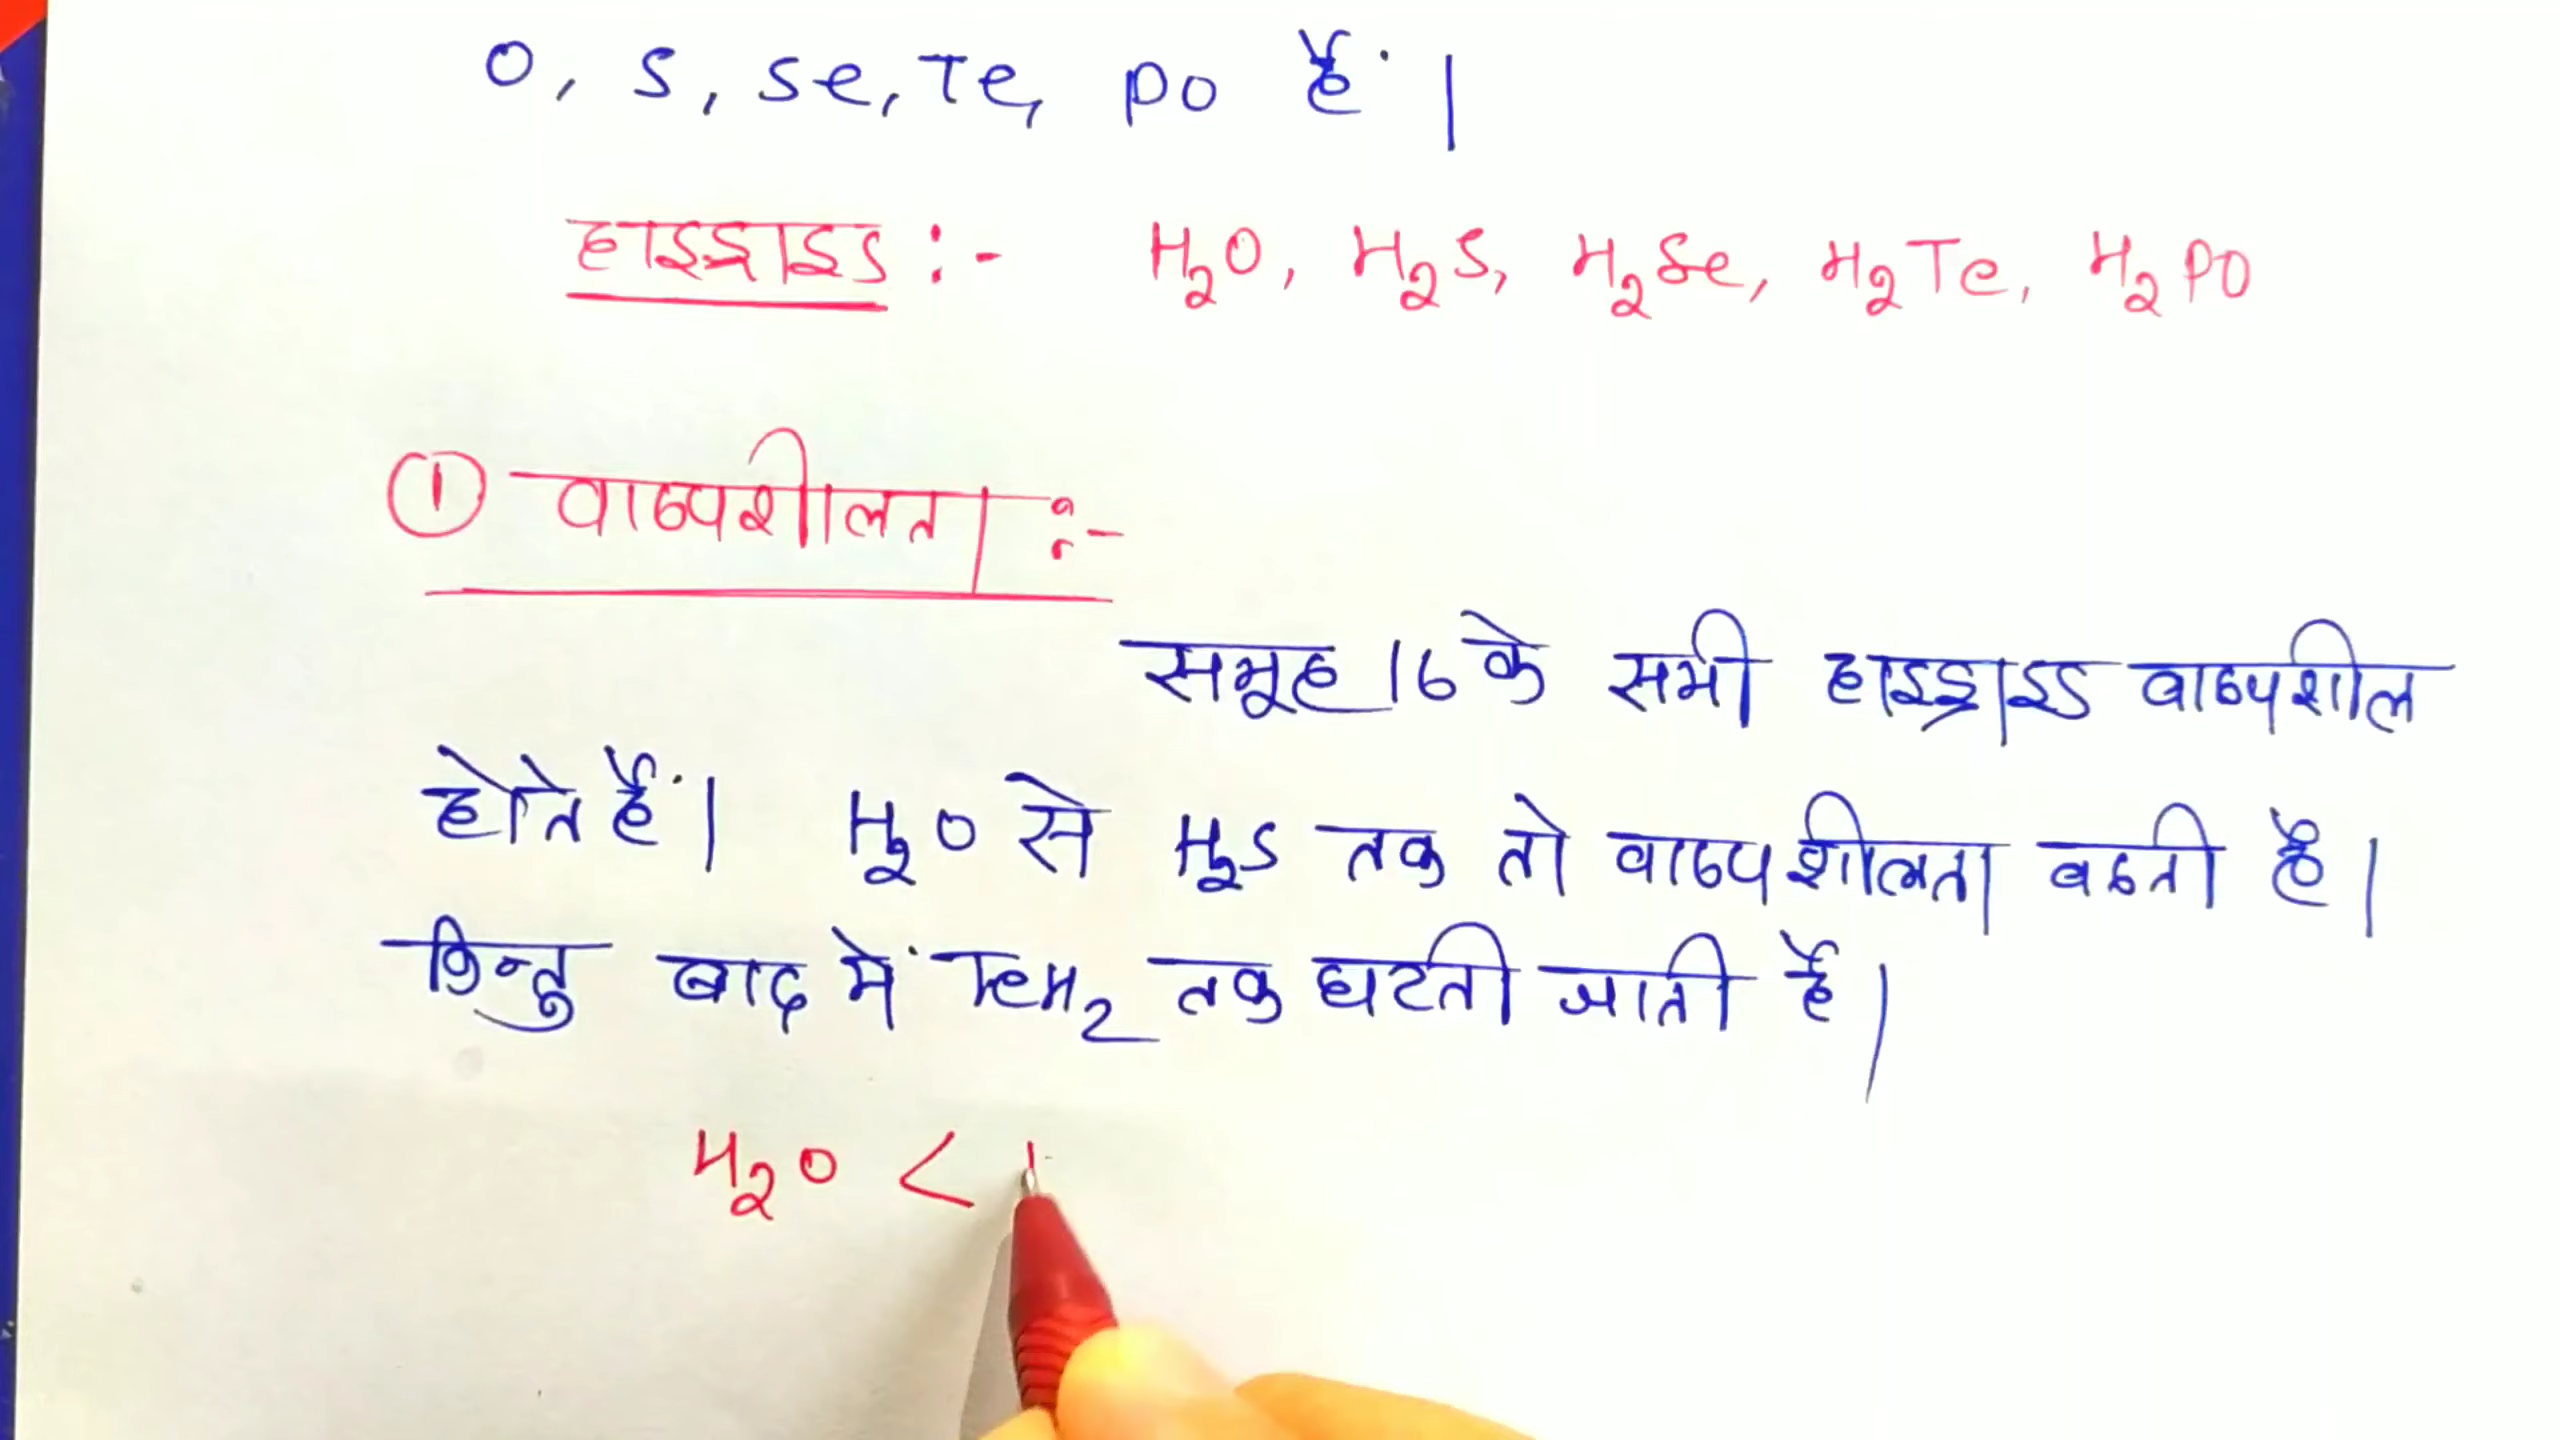 O, S, Se, Te, Po हैं |
हाइड्राइड :- H₂O, H₂S, H₂Se, H₂Te, H₂Po
① वाष्पशीलता :-
समूह 16 के सभी हाइड्राइड वाष्पशील
होते हैं | H₂O से H₂S तक तो वाष्पशीलता बढती है |
किन्तु बाद में TeH₂ तक घटती जाती है |
H₂O <